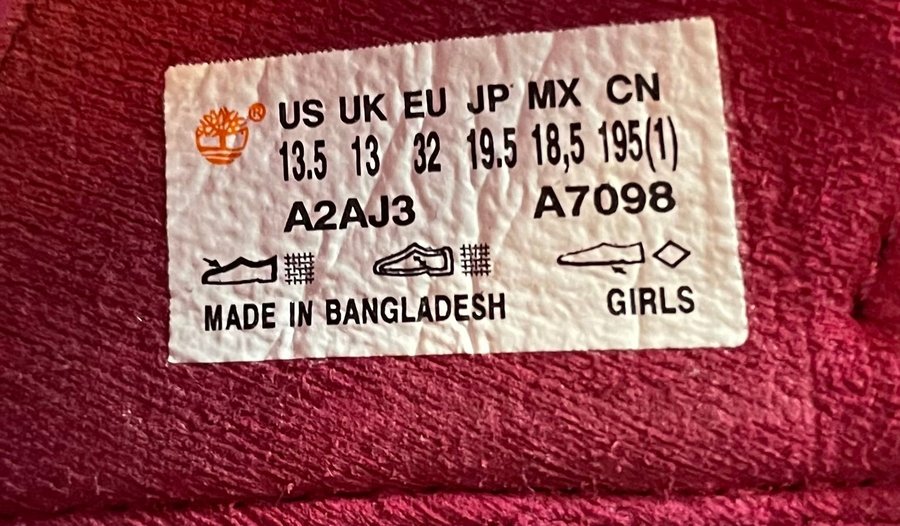 ® US UK EU JP MX CN
13.5 13 32 19.5 18,5 195(1)
A2AJ3 A7098
MADE IN BANGLADESH GIRLS